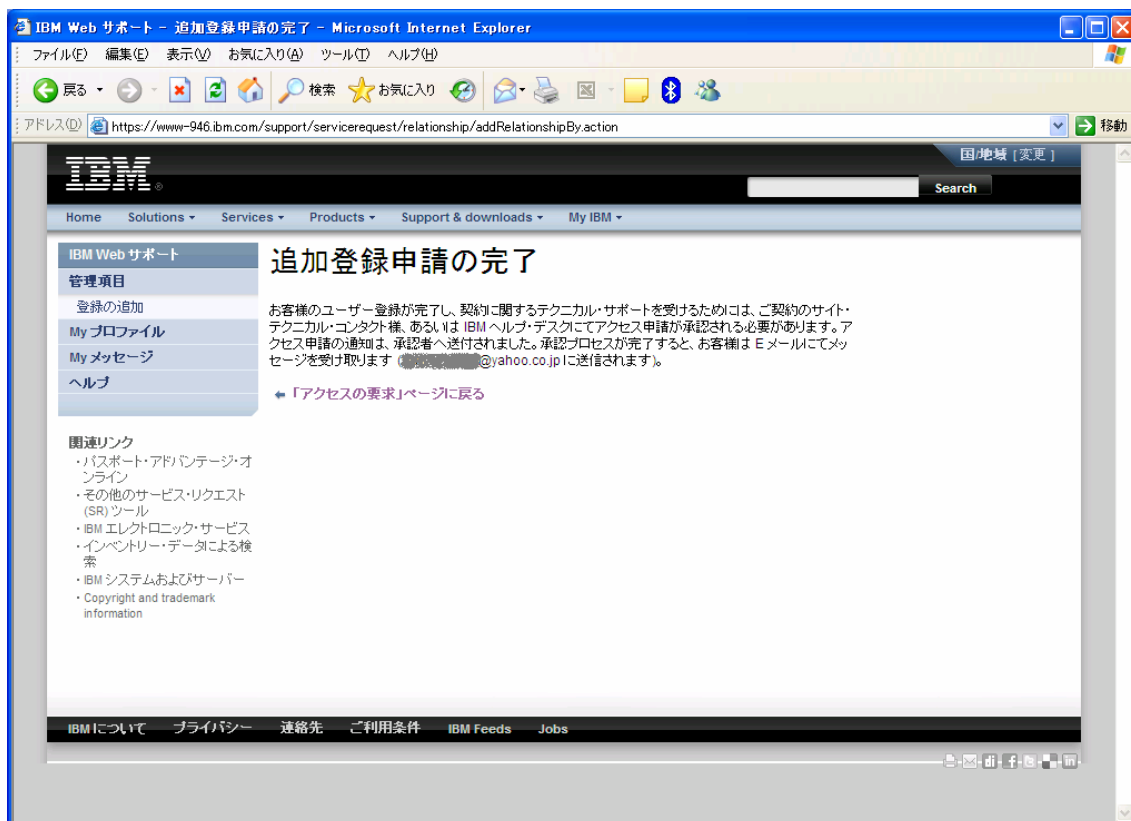 IBM Web サポート - 追加登録申請の完了 - Microsoft Internet Explorer
ファイル(F) 編集(E) 表示(V) お気に入り(A) ツール(T) ヘルプ(H)
戻る 検索 お気に入り
アドレス(D) https://www-946.ibm.com/support/servicerequest/relationship/addRelationshipBy.action 移動
国/地域 [変更]
IBM
Search
Home Solutions Services Products Support & downloads My IBM
IBM Web サポート
管理項目
登録の追加
My プロファイル
My メッセージ
ヘルプ
追加登録申請の完了
お客様のユーザー登録が完了し、契約に関するテクニカル・サポートを受けるためには、ご契約のサイト・
テクニカル・コンタクト様、あるいは IBM ヘルプ・デスクにてアクセス申請が承認される必要があります。ア
クセス申請の通知は、承認者へ送付されました。承認プロセスが完了すると、お客様は E メールにてメッ
セージを受け取ります (@yahoo.co.jp に送信されます)。
「アクセスの要求」ページに戻る
関連リンク
・パスポート・アドバンテージ・オ
ンライン
・その他のサービス・リクエスト
(SR) ツール
・IBM エレクトロニック・サービス
・インベントリー・データによる検
索
・IBM システムおよびサーバー
・Copyright and trademark
information
IBM について プライバシー 連絡先 ご利用条件 IBM Feeds Jobs